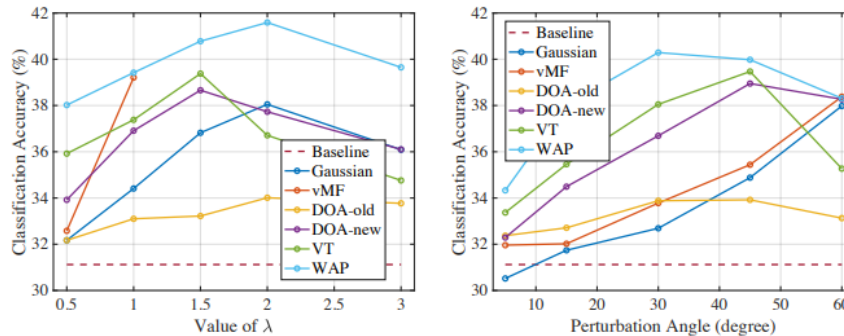 42
40
38
36
34
32
30
Classification Accuracy (%)
0.5
1
1.5
2
2.5
3
Value of λ
Baseline
Gaussian
vMF
DOA-old
DOA-new
VT
WAP
42
40
38
36
34
32
30
Classification Accuracy (%)
10
20
30
40
50
60
Perturbation Angle (degree)
Baseline
Gaussian
vMF
DOA-old
DOA-new
VT
WAP